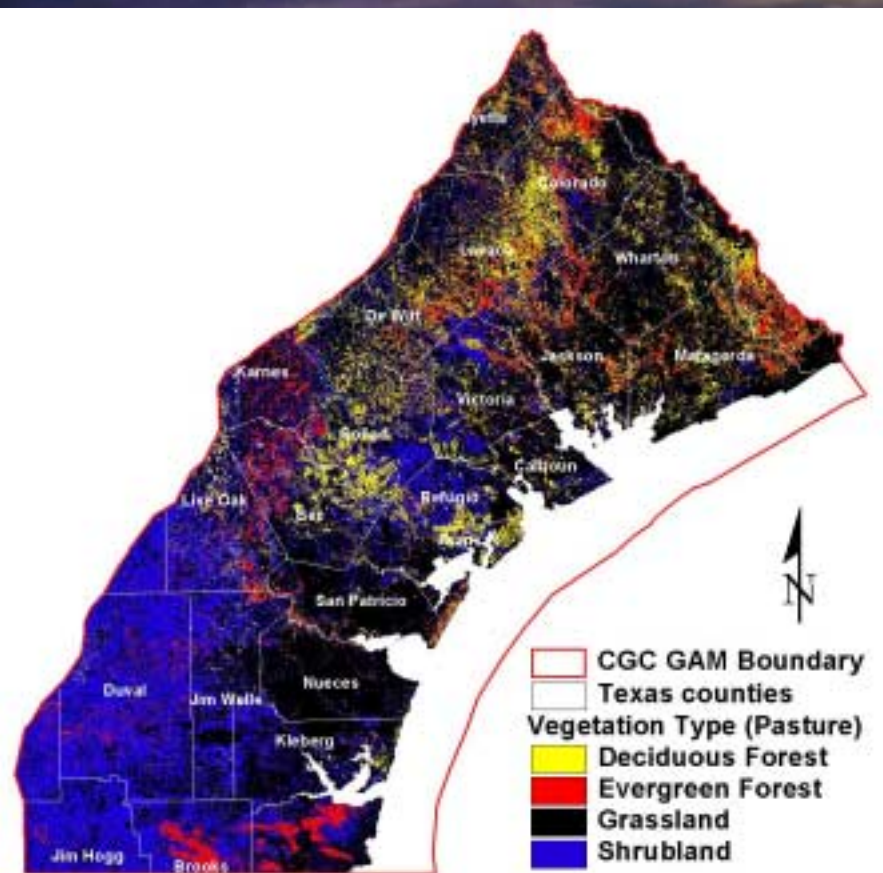 Colorado
Lavaca
Wharton
De Witt
Jackson
Matagorda
Karnes
Victoria
Goliad
Calhoun
Live Oak
Refugio
Bee
San Patricio
Duval
Jim Wells
Nueces
Kleberg
Jim Hogg
Brooks
N
CGC GAM Boundary
Texas counties
Vegetation Type (Pasture)
Deciduous Forest
Evergreen Forest
Grassland
Shrubland